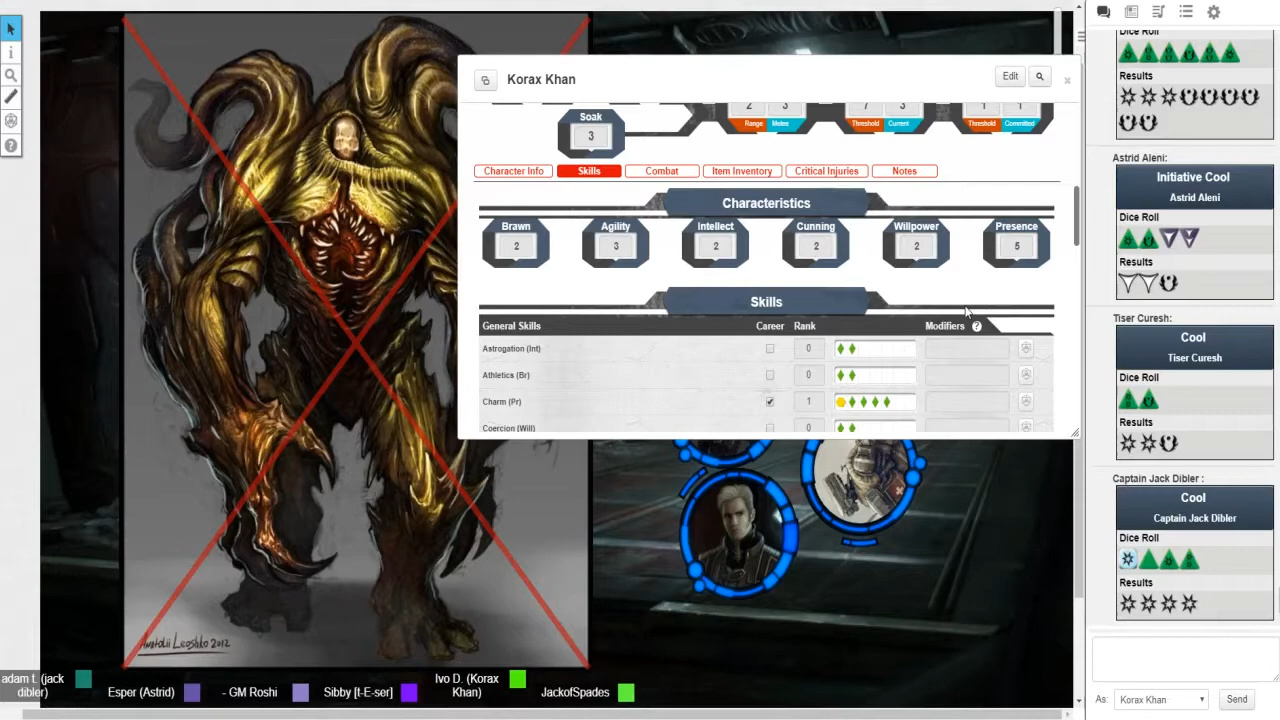 Korax Khan
Edit
Soak
3
2 3
Range Melee
7 3
Threshold Current
1 1
Threshold Committed
Character Info Skills Combat Item Inventory Critical Injuries Notes
Characteristics
Brawn Agility Intellect Cunning Willpower Presence
2 3 2 2 2 5
Skills
General Skills Career Rank Modifiers ?
Astrogation (Int) 0
Athletics (Br) 0
Charm (Pr) 1
Coercion (Will) 0
Anatolii Leoshko 2012
adam t. (jack
dibler)
Esper (Astrid)
- GM Roshi
Sibby [t-E-ser]
Ivo D. (Korax
Khan)
JackofSpades
Dice Roll
Results
Astrid Aleni:
Initiative Cool
Astrid Aleni
Dice Roll
Results
Tiser Curesh:
Cool
Tiser Curesh
Dice Roll
Results
Captain Jack Dibler :
Cool
Captain Jack Dibler
Dice Roll
Results
As: Korax Khan Send